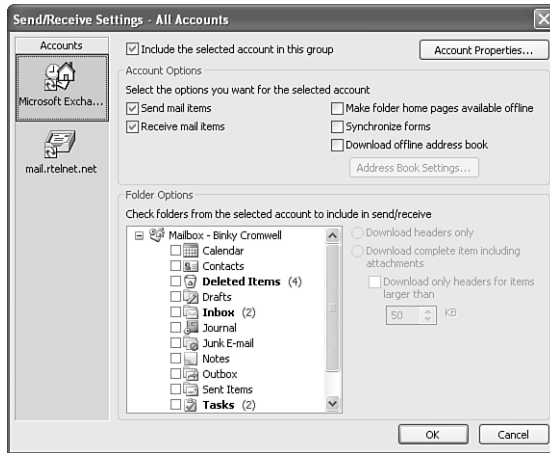 Send/Receive Settings - All Accounts
Accounts
Microsoft Excha...
mail.rtelnet.net
Include the selected account in this group
Account Properties...
Account Options
Select the options you want for the selected account
Send mail items
Receive mail items
Make folder home pages available offline
Synchronize forms
Download offline address book
Address Book Settings...
Folder Options
Check folders from the selected account to include in send/receive
Mailbox - Binky Cromwell
Calendar
Contacts
Deleted Items (4)
Drafts
Inbox (2)
Journal
Junk E-mail
Notes
Outbox
Sent Items
Tasks (2)
Download headers only
Download complete item including
attachments
Download only headers for items
larger than
50 KB
OK
Cancel